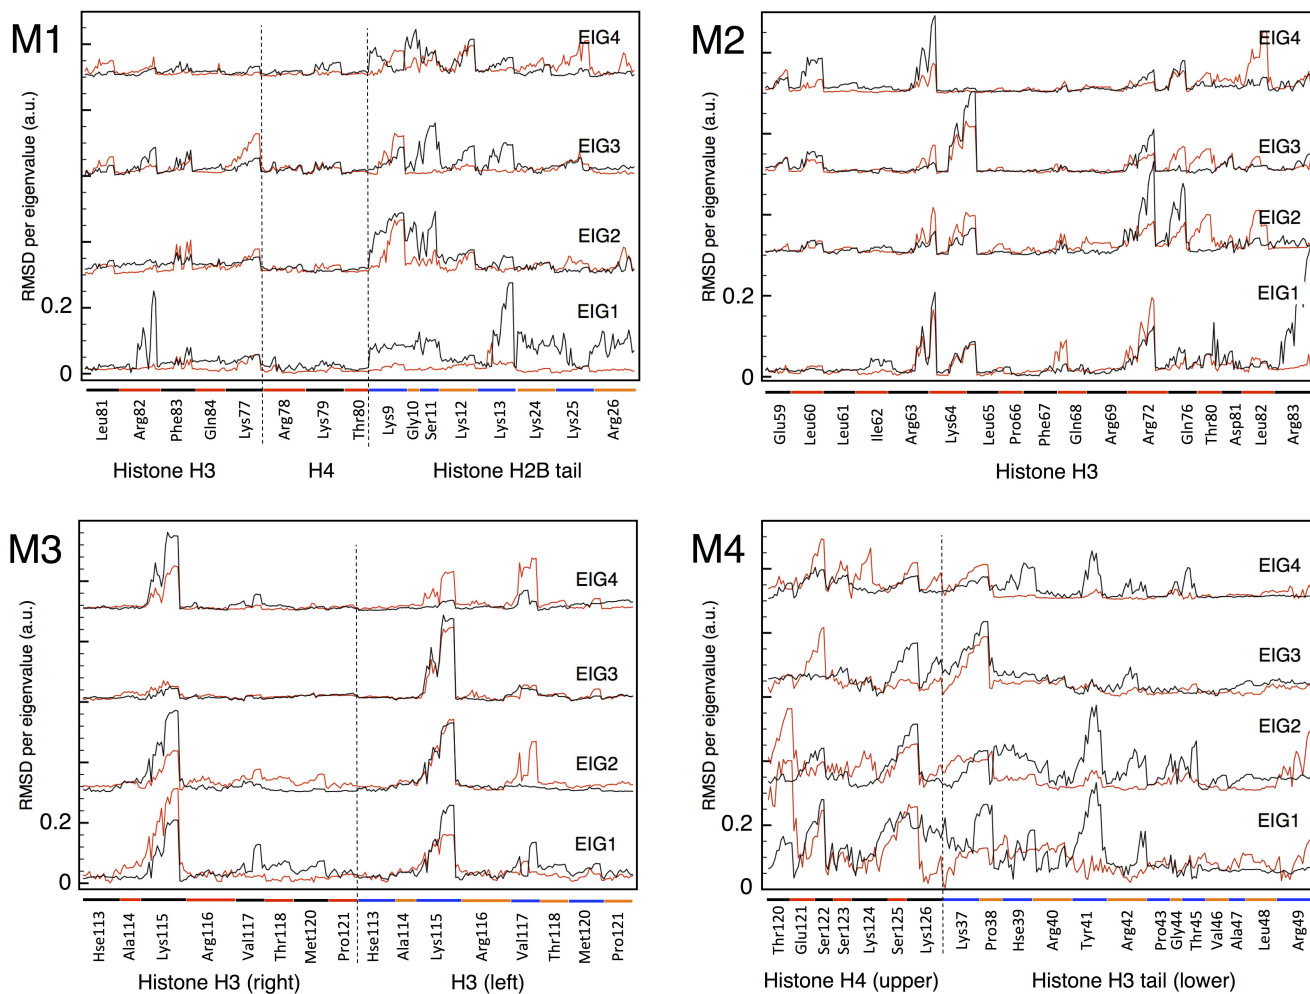 M1
RMSD per eigenvalue (a.u.)
EIG4
EIG3
EIG2
EIG1
0.2
0
Leu81
Arg82
Phe83
Gln84
Lys77
Arg78
Lys79
Thr80
Lys9
Gly10
Ser11
Lys12
Lys13
Lys24
Lys25
Arg26
Histone H3
H4
Histone H2B tail
M2
RMSD per eigenvalue (a.u.)
EIG4
EIG3
EIG2
EIG1
0.2
0
Glu59
Leu60
Leu61
Ile62
Arg63
Lys64
Leu65
Pro66
Phe67
Gln68
Arg69
Arg72
Gln76
Thr80
Asp81
Leu82
Arg83
Histone H3
M3
RMSD per eigenvalue (a.u.)
EIG4
EIG3
EIG2
EIG1
0.2
0
Hse113
Ala114
Lys115
Arg116
Val117
Thr118
Met120
Pro121
Hse113
Ala114
Lys115
Arg116
Val117
Thr118
Met120
Pro121
Histone H3 (right)
H3 (left)
M4
RMSD per eigenvalue (a.u.)
EIG4
EIG3
EIG2
EIG1
0.2
0
Thr120
Glu121
Ser122
Ser123
Lys124
Ser125
Lys126
Lys37
Pro38
Hse39
Arg40
Tyr41
Arg42
Pro43
Gly44
Thr45
Val46
Ala47
Leu48
Arg49
Histone H4 (upper)
Histone H3 tail (lower)